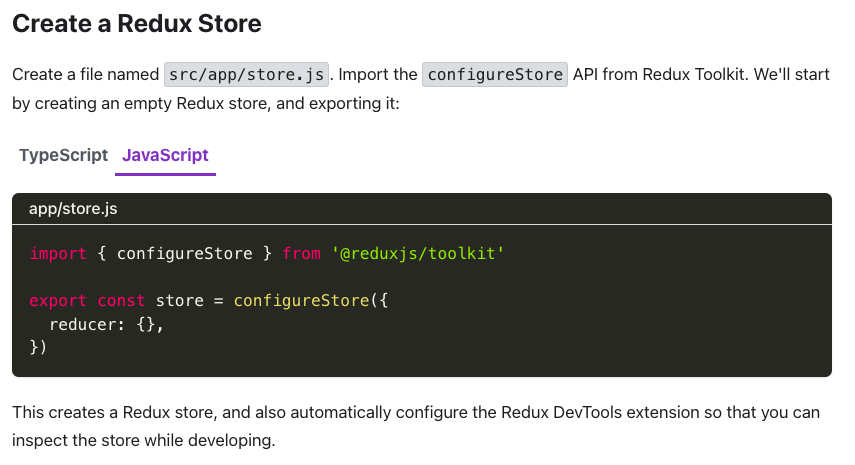 Create a Redux Store
Create a file named src/app/store.js. Import the configureStore API from Redux Toolkit. We'll start
by creating an empty Redux store, and exporting it:
TypeScript JavaScript
app/store.js
import { configureStore } from '@reduxjs/toolkit'
export const store = configureStore({
  reducer: {},
})
This creates a Redux store, and also automatically configure the Redux DevTools extension so that you can
inspect the store while developing.